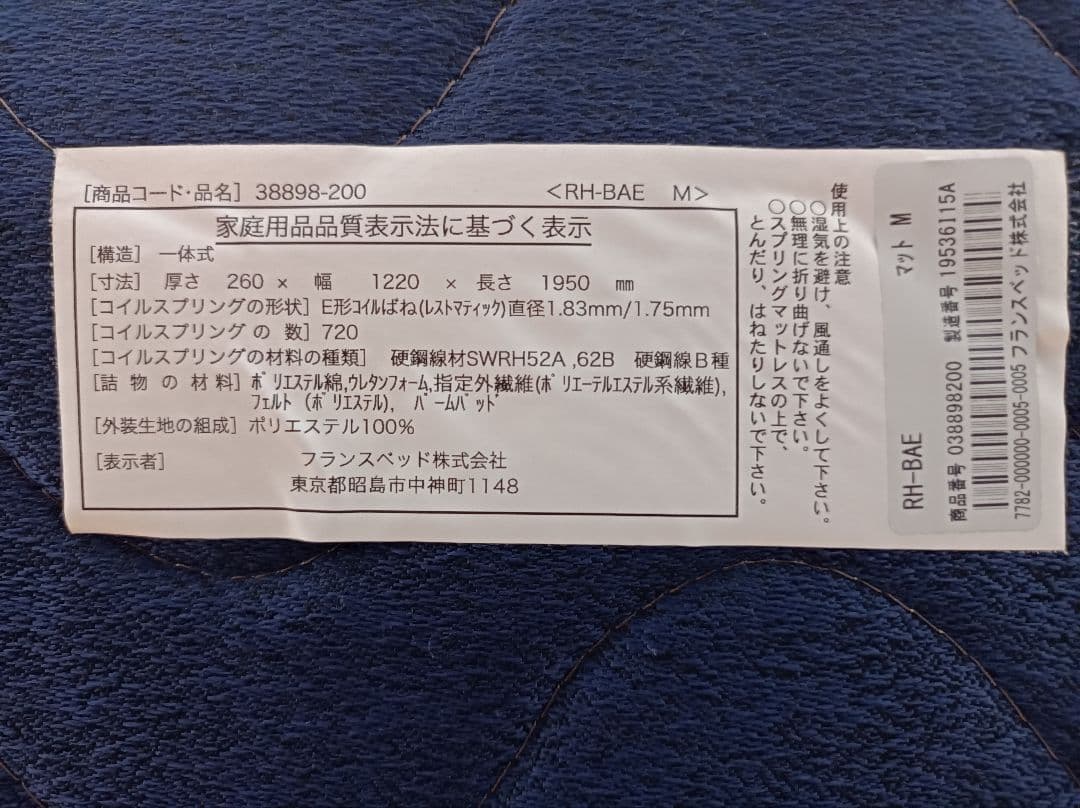 [商品コード・品名] 38898-200 <RH-BAE M>
家庭用品品質表示法に基づく表示
[構造] 一体式
[寸法] 厚さ 260 × 幅 1220 × 長さ 1950 ㎜
[コイルスプリングの形状] E形ｺｲﾙばね(ﾚｽﾄﾏﾃｨｯｸ)直径1.83mm/1.75mm
[コイルスプリングの数] 720
[コイルスプリングの材料の種類] 硬鋼線材SWRH52A ,62B 硬鋼線B種
[詰物の材料] ﾎﾟﾘｴｽﾃﾙ綿,ｳﾚﾀﾝﾌｫｰﾑ,指定外繊維(ﾎﾟﾘｴｰﾃﾙｴｽﾃﾙ系繊維),
ﾌｪﾙﾄ (ﾎﾟﾘｴｽﾃﾙ), ﾊﾟｰﾑﾊﾟｯﾄﾞ
[外装生地の組成] ポリエステル100%
[表示者] フランスベッド株式会社
東京都昭島市中神町1148
使用上の注意
○湿気を避け、風通しをよくして下さい。
○無理に折り曲げないで下さい。
○スプリングマットレスの上で、
とんだり、はねたりしないで下さい。
RH-BAE マット M
商品番号 038898200 製造番号 19536115A
7782-000000-0005-0005 フランスベッド株式会社